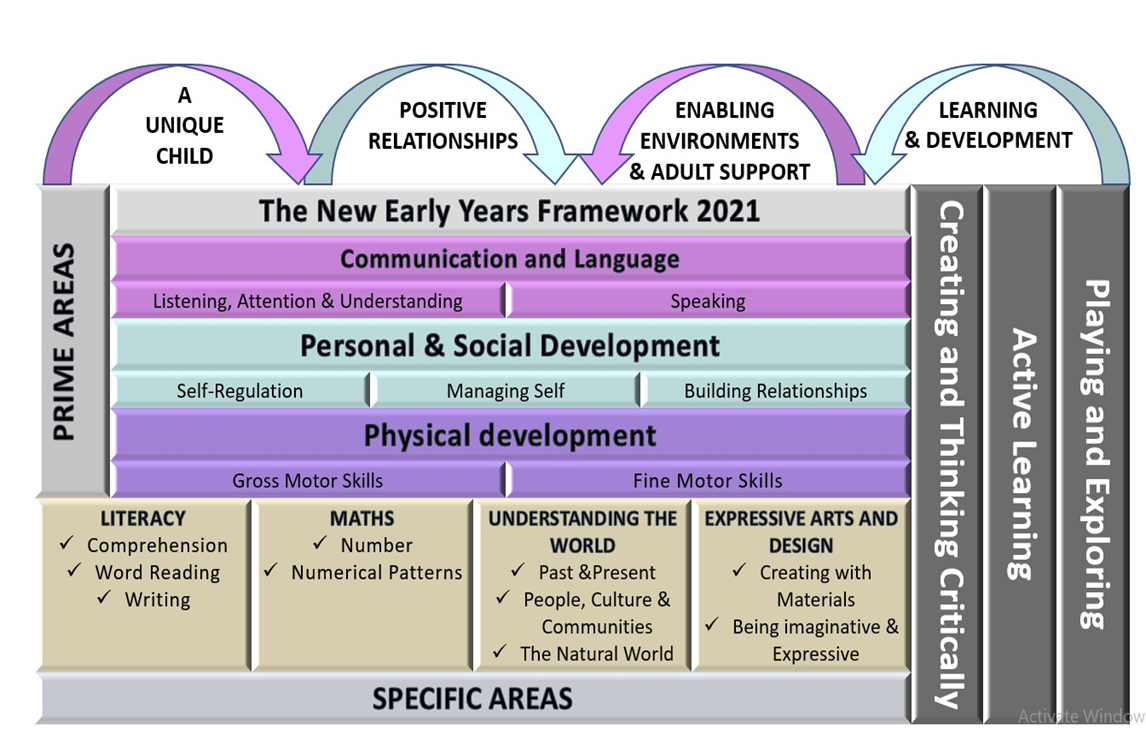 A
UNIQUE
CHILD
POSITIVE
RELATIONSHIPS
ENABLING
ENVIRONMENTS
& ADULT SUPPORT
LEARNING
& DEVELOPMENT
PRIME AREAS
The New Early Years Framework 2021
Communication and Language
Listening, Attention & Understanding
Speaking
Personal & Social Development
Self-Regulation
Managing Self
Building Relationships
Physical development
Gross Motor Skills
Fine Motor Skills
LITERACY
✓ Comprehension
✓ Word Reading
✓ Writing
MATHS
✓ Number
✓ Numerical Patterns
UNDERSTANDING THE
WORLD
✓ Past &Present
✓ People, Culture &
Communities
✓ The Natural World
EXPRESSIVE ARTS AND
DESIGN
✓ Creating with
Materials
✓ Being imaginative &
Expressive
SPECIFIC AREAS
Creating and Thinking Critically
Active Learning
Playing and Exploring
Activate Window